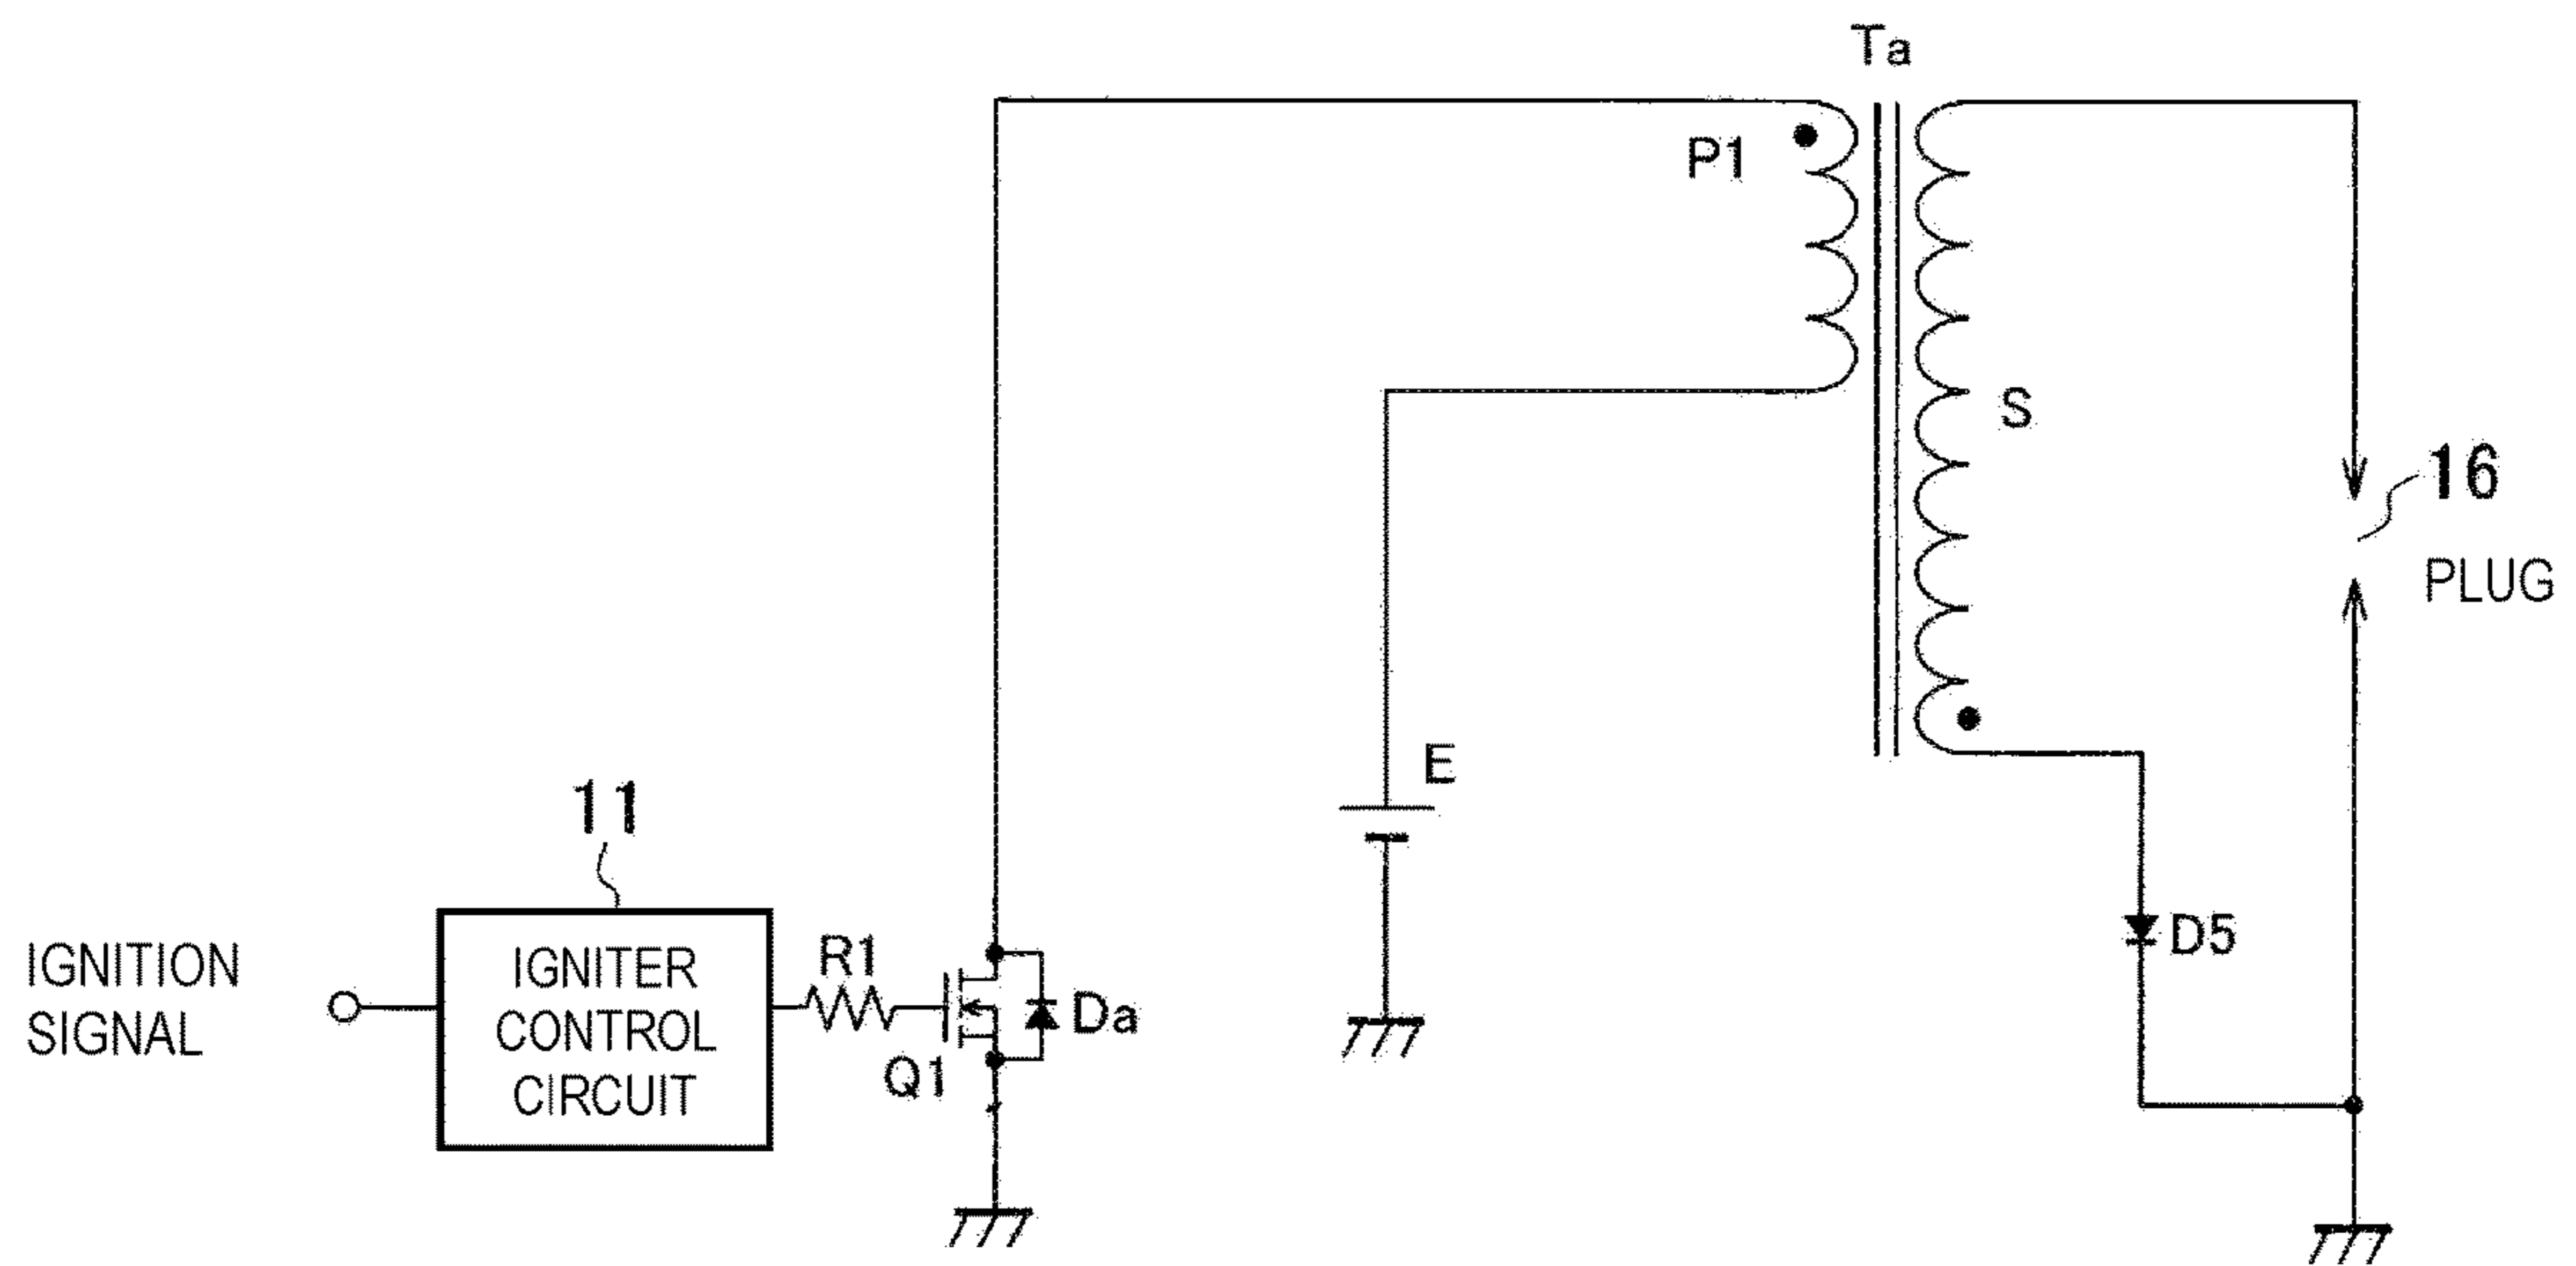 Ta
P1
S
16
PLUG
E
11
IGNITION
SIGNAL
IGNITER
CONTROL
CIRCUIT
R1
Q1
Da
D5